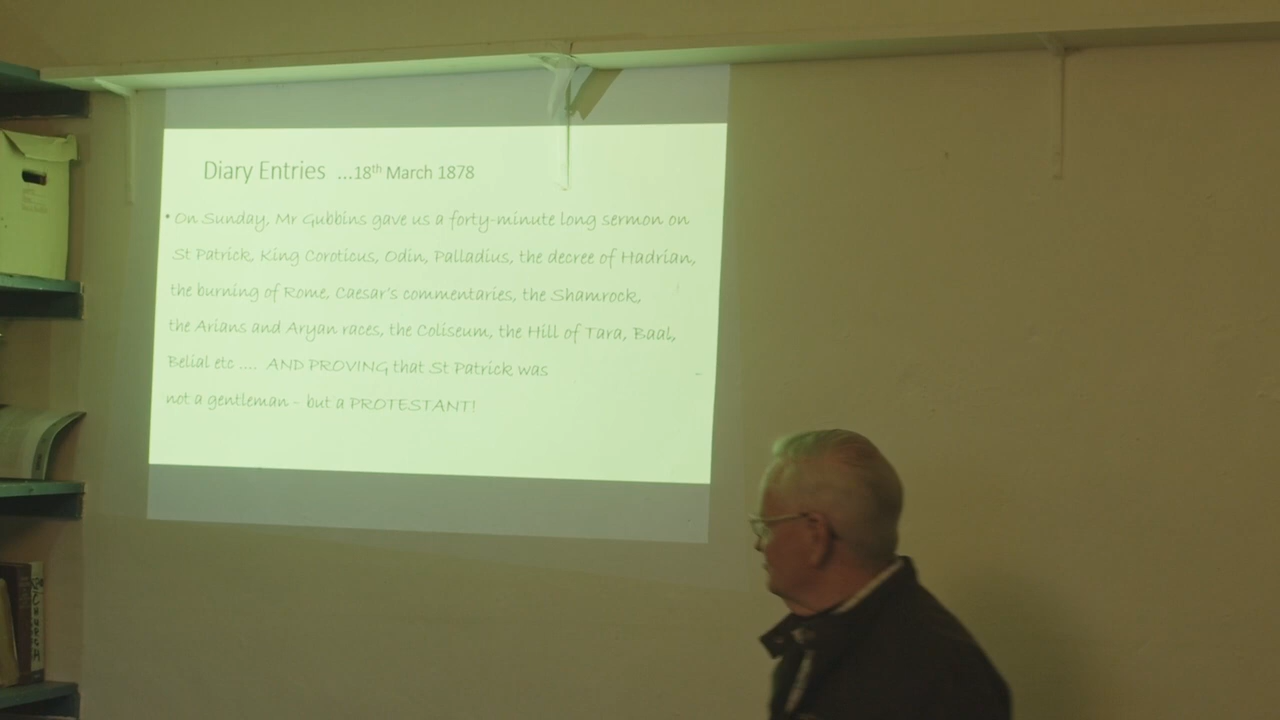 Diary Entries ...18th March 1878
• On Sunday, Mr Gubbins gave us a forty-minute long sermon on
St Patrick, King Coroticus, Odin, Palladius, the decree of Hadrian,
the burning of Rome, Caesar's commentaries, the Shamrock,
the Arians and Aryan races, the Coliseum, the Hill of Tara, Baal,
Belial etc .... AND PROVING that St Patrick was
not a gentleman - but a PROTESTANT!
CHURCH